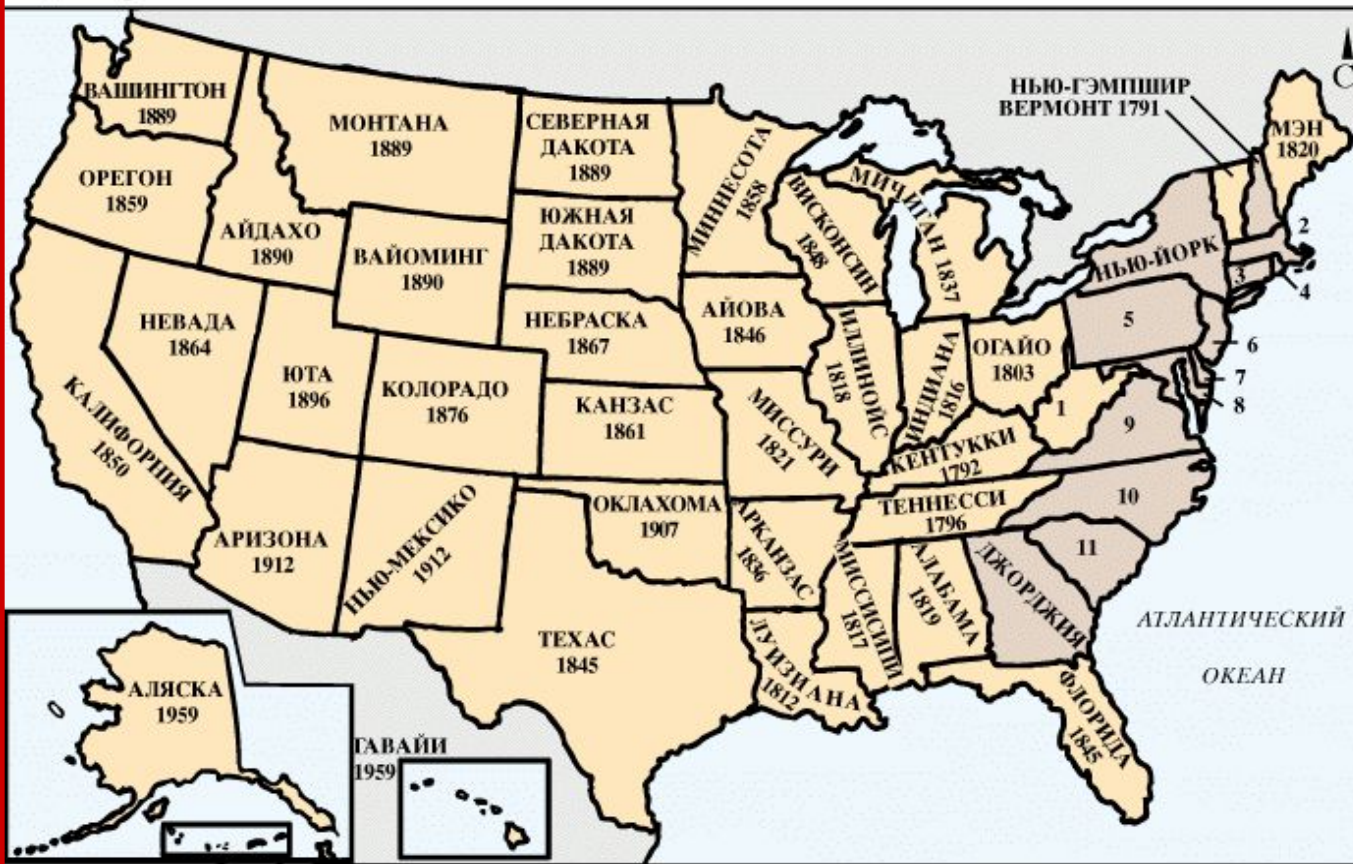 С
НЬЮ-ГЭМПШИР
ВЕРМОНТ 1791
МЭН
1820
ВАШИНГТОН
1889
МОНТАНА
1889
СЕВЕРНАЯ
ДАКОТА
1889
МИННЕСОТА
1858
ВИСКОНСИН
1848
МИЧИГАН 1837
ОРЕГОН
1859
АЙДАХО
1890
ВАЙОМИНГ
1890
ЮЖНАЯ
ДАКОТА
1889
НЬЮ-ЙОРК
2
3
4
5
6
7
8
НЕВАДА
1864
ЮТА
1896
КОЛОРАДО
1876
НЕБРАСКА
1867
АЙОВА
1846
ИЛЛИНОЙС
1818
ИНДИАНА
1816
ОГАЙО
1803
1
9
КАЛИФОРНИЯ
1850
КАНЗАС
1861
МИССУРИ
1821
КЕНТУККИ
1792
ТЕННЕССИ
1796
10
11
АРИЗОНА
1912
НЬЮ-МЕКСИКО
1912
ОКЛАХОМА
1907
АРКАНЗАС
1836
МИССИСИПИ
1817
АЛАБАМА
1819
ДЖОРДЖИЯ
АТЛАНТИЧЕСКИЙ
ОКЕАН
ТЕХАС
1845
ЛУИЗИАНА
1812
ФЛОРИДА
1845
АЛЯСКА
1959
ГАВАЙИ
1959